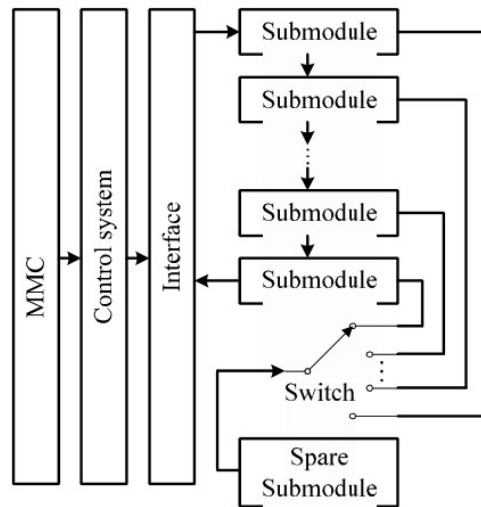 MMC
Control system
Interface
Submodule
Submodule
Submodule
Submodule
Switch
Spare
Submodule